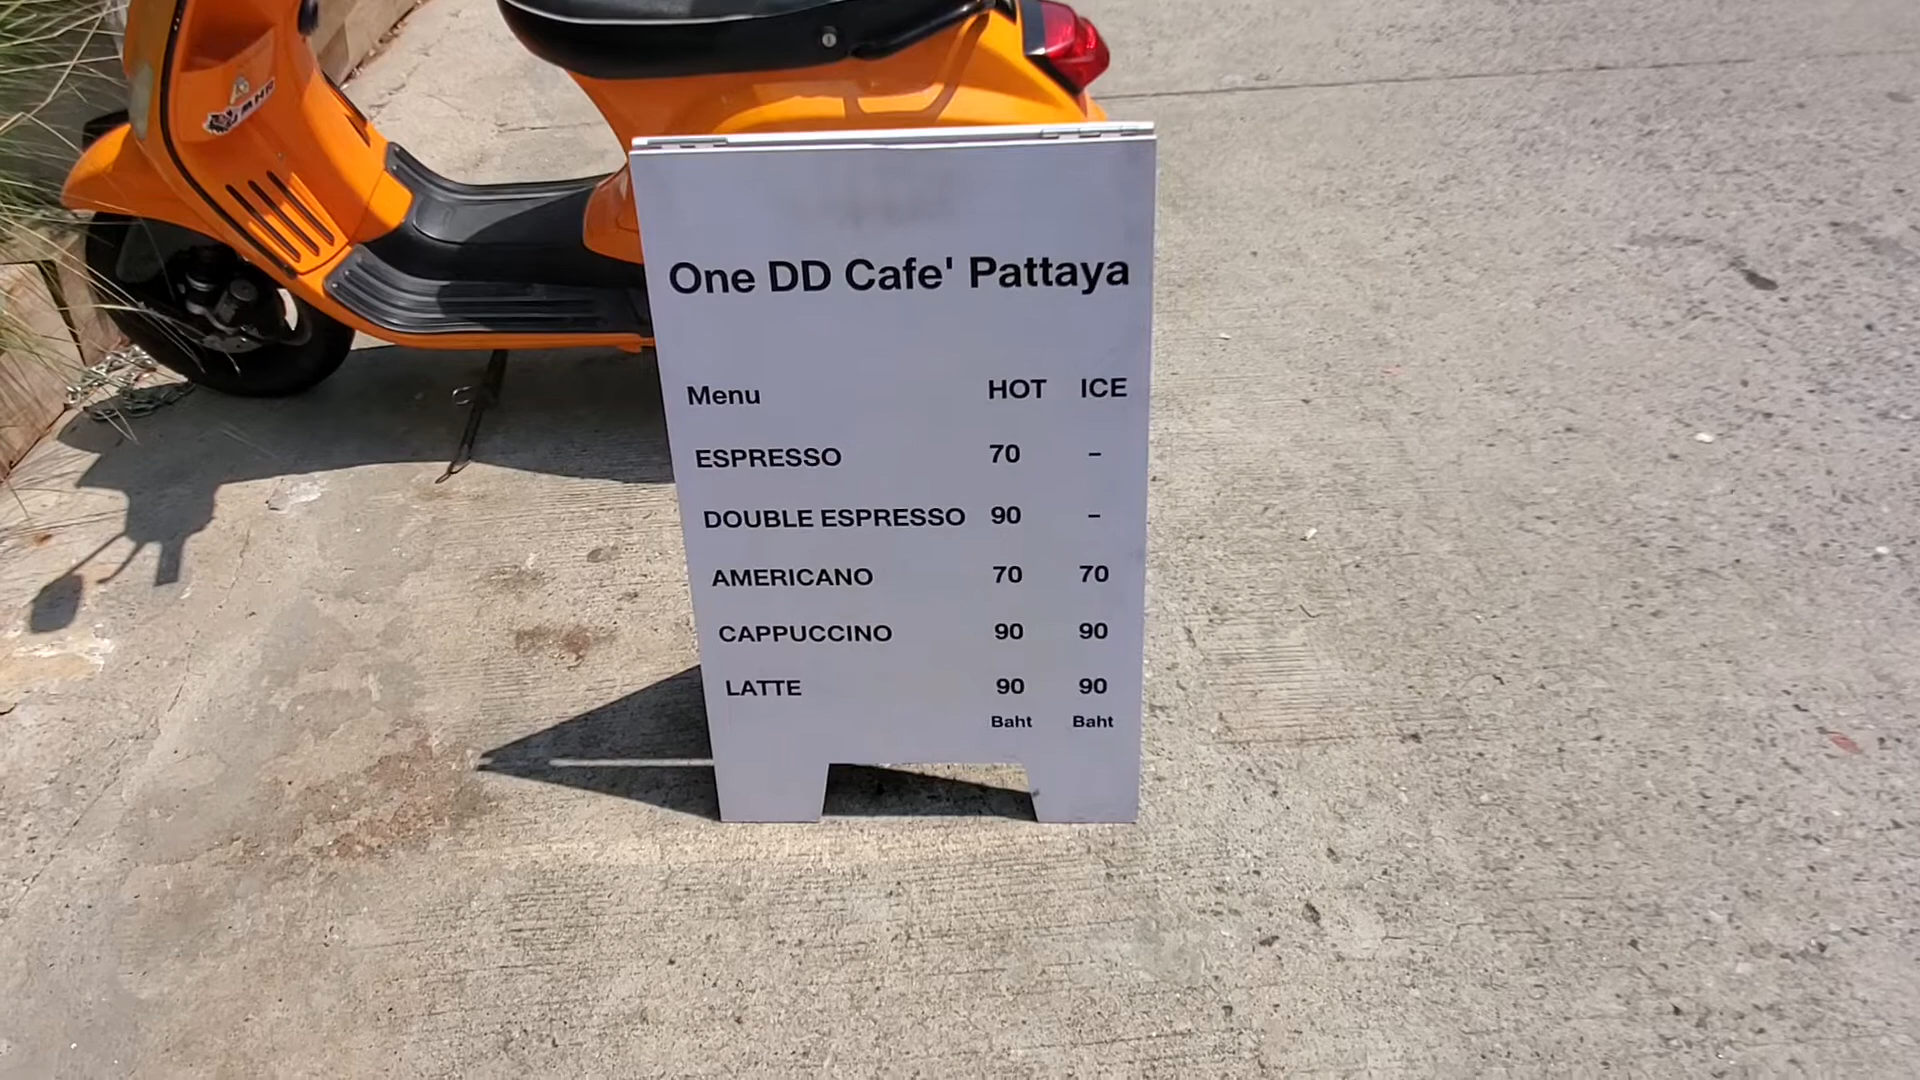 One DD Cafe' Pattaya
Menu HOT ICE
ESPRESSO 70 -
DOUBLE ESPRESSO 90 -
AMERICANO 70 70
CAPPUCCINO 90 90
LATTE 90 90
Baht Baht